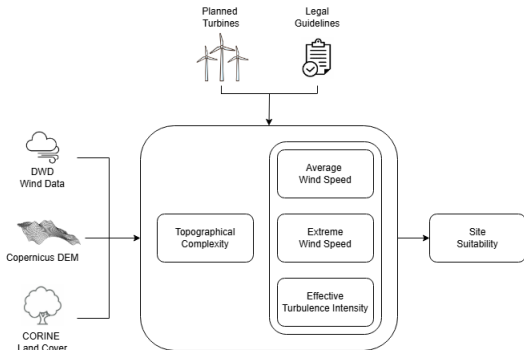 Planned
Turbines
Legal
Guidelines
DWD
Wind Data
Copernicus DEM
CORINE
Land Cover
Topographical
Complexity
Average
Wind Speed
Extreme
Wind Speed
Effective
Turbulence Intensity
Site
Suitability